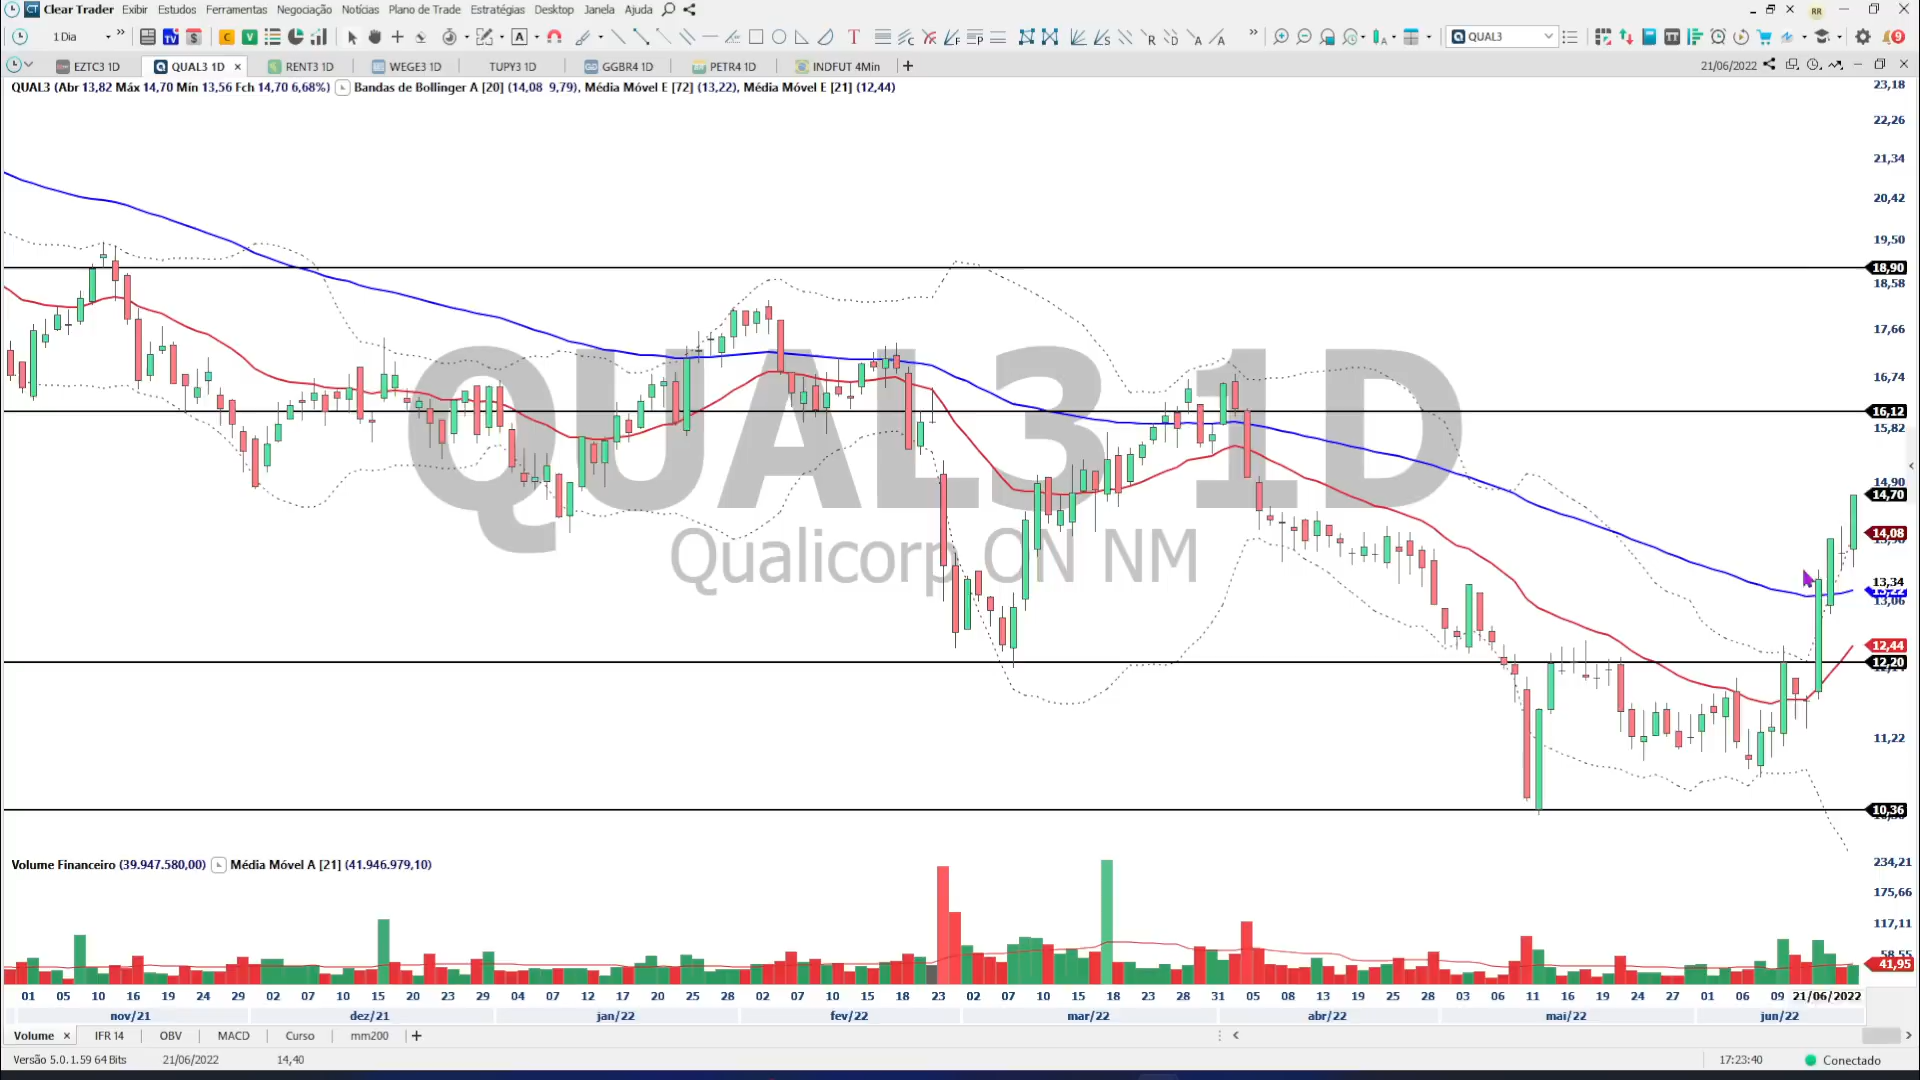 Clear Trader Exibir Estudos Ferramentas Negociação Notícias Plano de Trade Estratégias Desktop Janela Ajuda RR
1 Dia QUAL3
EZTC3 1D QUAL3 1D RENT3 1D WEGE3 1D TUPY3 1D GGBR4 1D PETR4 1D INDFUT 4Min 21/06/2022
QUAL3 (Abr 13,82 Máx 14,70 Mín 13,56 Fch 14,70 6,68%) Bandas de Bollinger A [20] (14,08 9,79), Média Móvel E [72] (13,22), Média Móvel E [21] (12,44)
23,18
22,26
21,34
20,42
19,50
18,90
18,58
17,66
16,74
16,12
15,82
14,90
14,70
14,08
13,34
13,22
13,06
12,44
12,20
11,22
10,36
QUAL3 1D
Qualicorp ON NM
Volume Financeiro (39.947.580,00) Média Móvel A [21] (41.946.979,10)
234,21
175,66
117,11
58,55
41,95
01 05 10 16 19 24 29 02 07 10 15 20 23 29 04 07 12 17 20 25 28 02 07 10 15 18 23 02 07 10 15 18 23 28 31 05 08 13 19 25 28 03 06 11 16 19 24 27 01 06 09 21/06/2022
nov/21 dez/21 jan/22 fev/22 mar/22 abr/22 mai/22 jun/22
Volume IFR 14 OBV MACD Curso mm200
Versão 5.0.1.59 64 Bits 21/06/2022 14,40 17:23:40 Conectado